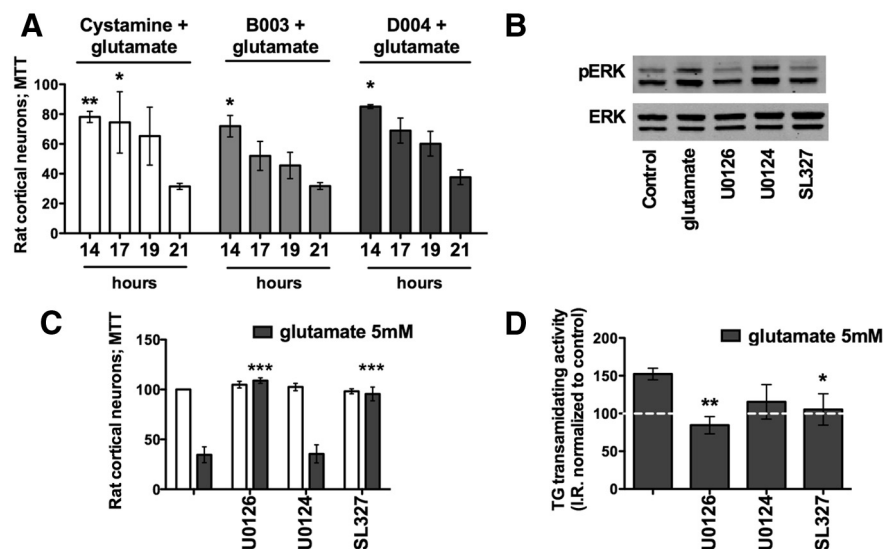 A
Cystamine +
glutamate
B003 +
glutamate
D004 +
glutamate
Rat cortical neurons; MTT
100
80
60
40
20
0
**
*
*
*
14 17 19 21
14 17 19 21
14 17 19 21
hours
hours
hours
B
pERK
ERK
Control
glutamate
U0126
U0124
SL327
C
Rat cortical neurons; MTT
glutamate 5mM
150
100
50
0
***
***
U0126
U0124
SL327
D
TG transamidating activity
(I.R. normalized to control)
glutamate 5mM
200
150
100
50
0
**
*
U0126
U0124
SL327